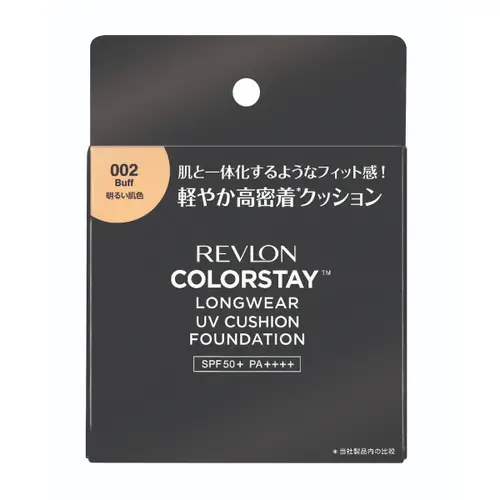 002
Buff
明るい肌色
肌と一体化するようなフィット感！
軽やか高密着*クッション
REVLON
COLORSTAY™
LONGWEAR
UV CUSHION
FOUNDATION
SPF50+ PA++++
*当社製品内の比較